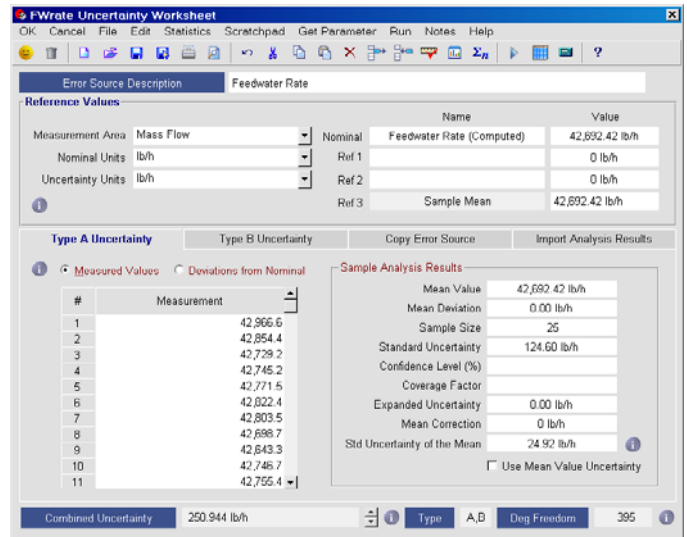 FWrate Uncertainty Worksheet
OK Cancel File Edit Statistics Scratchpad Get Parameter Run Notes Help
Error Source Description Feedwater Rate
Reference Values
Name Value
Measurement Area Mass Flow Nominal Feedwater Rate (Computed) 42,692.42 lb/h
Nominal Units lb/h Ref 1 0 lb/h
Uncertainty Units lb/h Ref 2 0 lb/h
Ref 3 Sample Mean 42,692.42 lb/h
Type A Uncertainty Type B Uncertainty Copy Error Source Import Analysis Results
Measured Values Deviations from Nominal Sample Analysis Results
# Measurement
Mean Value 42,692.42 lb/h
Mean Deviation 0.00 lb/h
Sample Size 25
Standard Uncertainty 124.60 lb/h
Confidence Level (%)
Coverage Factor
Expanded Uncertainty 0.00 lb/h
Mean Correction 0 lb/h
Std Uncertainty of the Mean 24.92 lb/h
Use Mean Value Uncertainty
1 42,966.6
2 42,854.4
3 42,729.2
4 42,745.2
5 42,771.5
6 42,822.4
7 42,803.5
8 42,698.7
9 42,643.3
10 42,746.7
11 42,755.4
Combined Uncertainty 250.944 lb/h Type A,B Deg Freedom 395